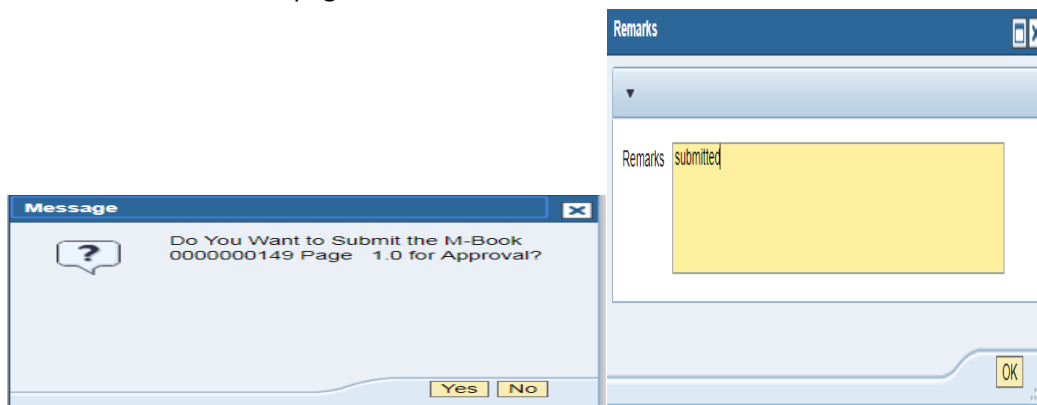 Remarks
Remarks submitted
Message
Do You Want to Submit the M-Book
0000000149 Page 1.0 for Approval?
Yes No
OK